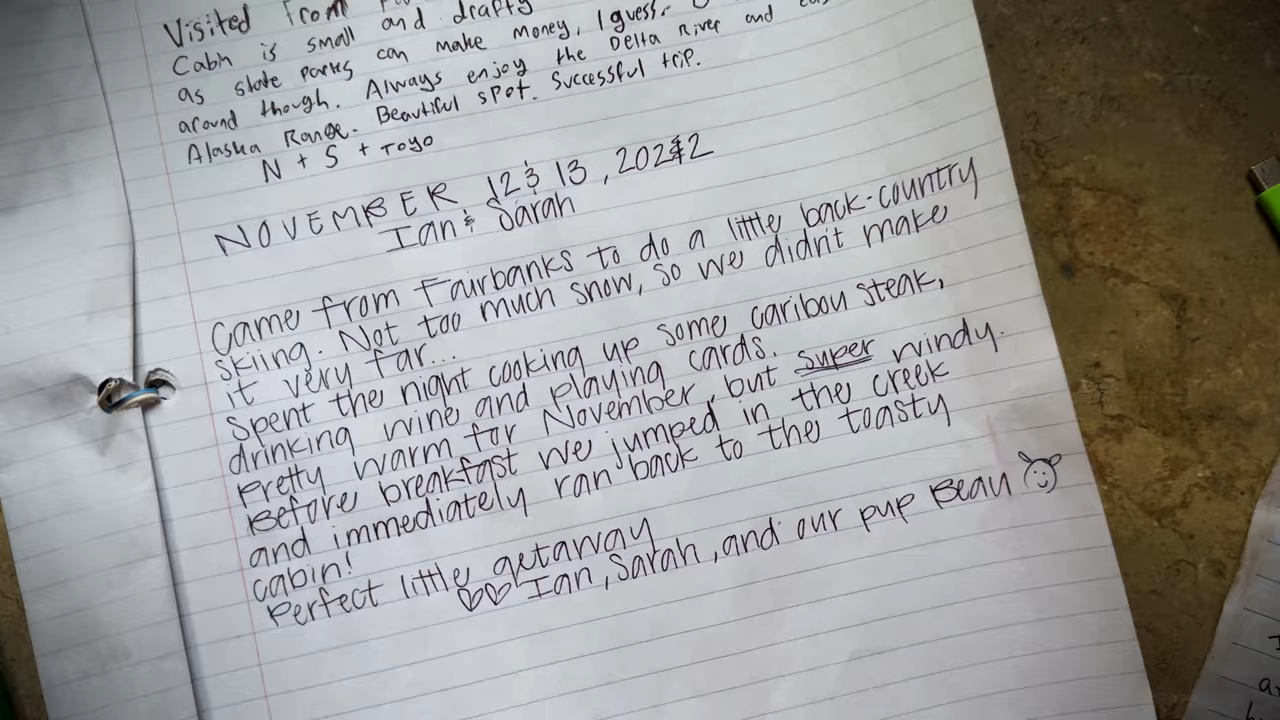 Visited from
Cabin is small and drafty
as state parks can make money, I guess.
around though. Always enjoy the Delta River and
Alaska Range. Beautiful spot. Successful trip.
N + S + Toyo
NOVEMBER 12 & 13, 2022
Ian & Sarah
Came from Fairbanks to do a little back-country
skiing. Not too much snow, so we didn't make
it very far...
Spent the night cooking up some caribou steak,
drinking wine and playing cards.
Pretty warm for November, but super windy.
Before breakfast we jumped in the creek
and immediately ran back to the toasty
cabin!
Perfect little getaway
♡♡ Ian, Sarah, and our pup Beau